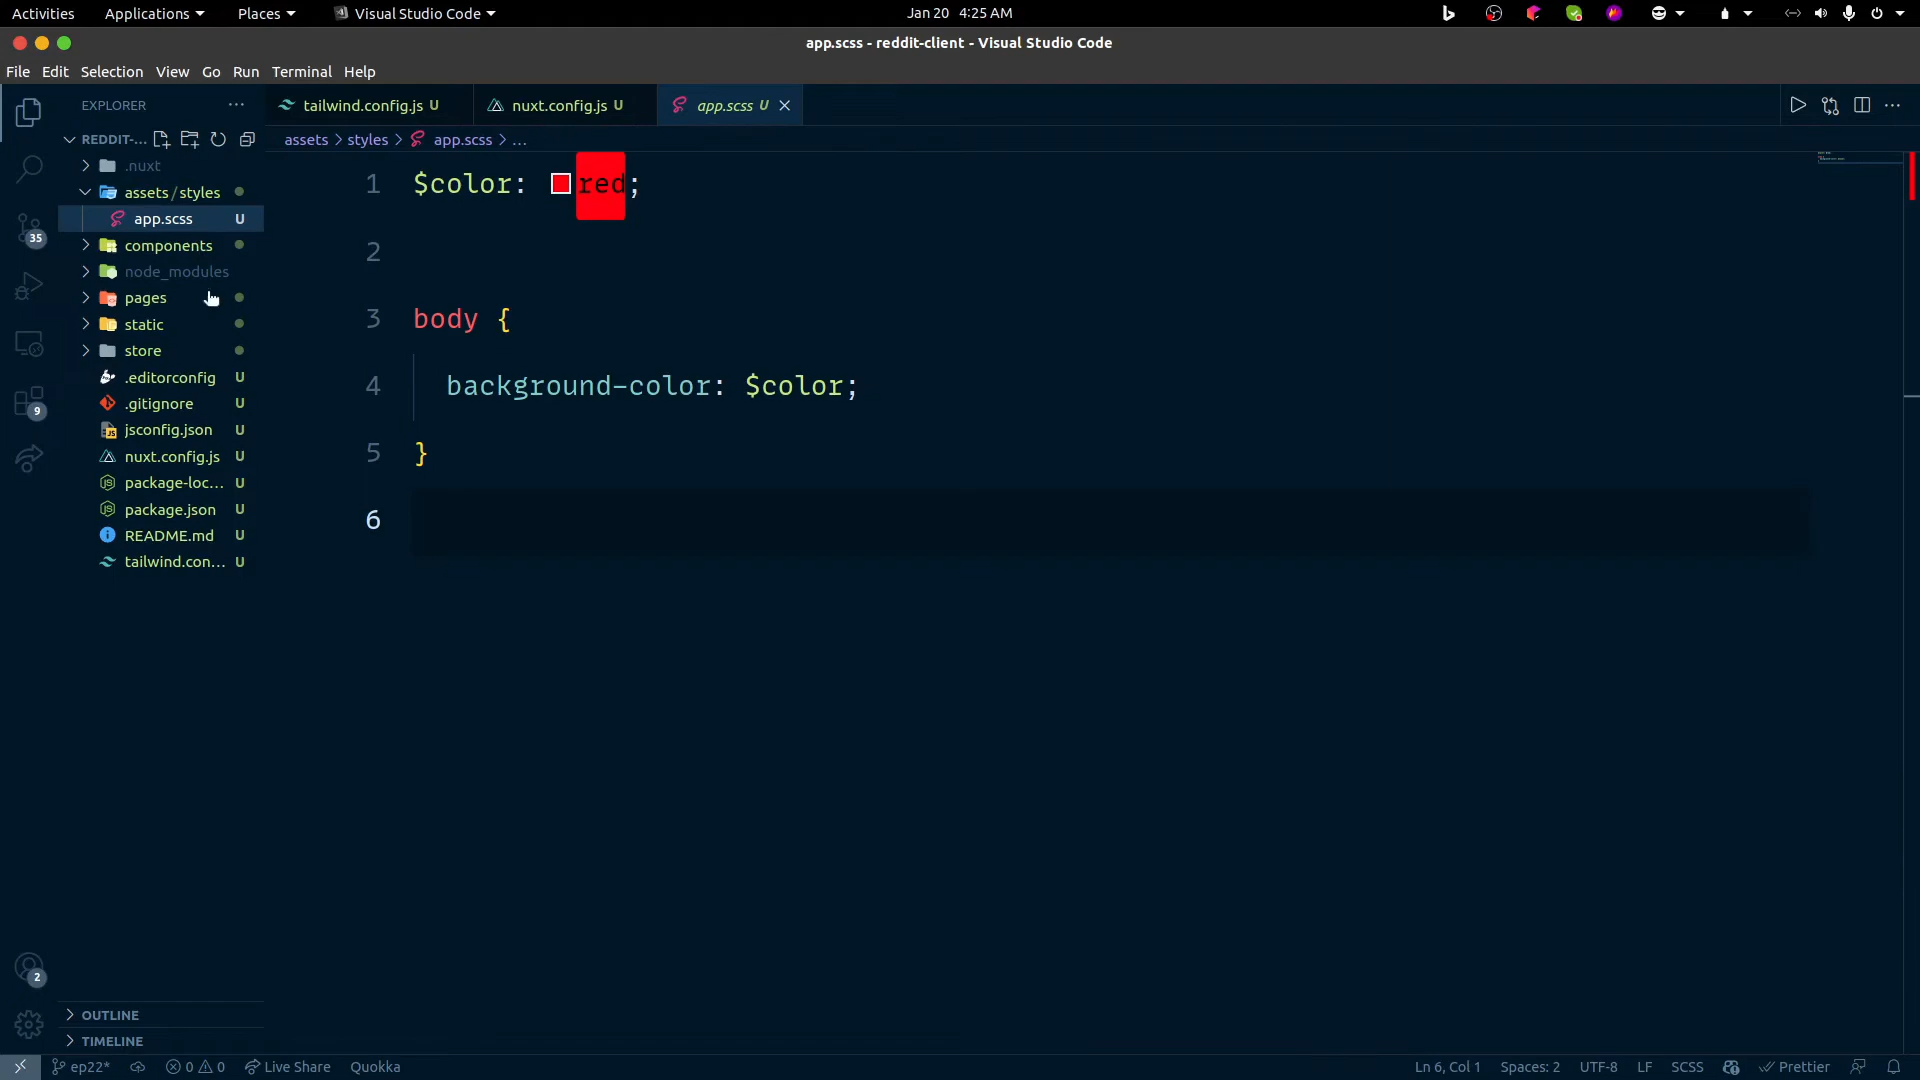 Activities Applications Places Visual Studio Code Jan 20 4:25 AM
app.scss - reddit-client - Visual Studio Code
File Edit Selection View Go Run Terminal Help
EXPLORER ... tailwind.config.js U nuxt.config.js U app.scss U
REDDIT-... assets > styles > app.scss > ...
.nuxt
assets / styles
app.scss U
components
node_modules
pages
static
store
.editorconfig U
.gitignore U
jsconfig.json U
nuxt.config.js U
package-loc... U
package.json U
README.md U
tailwind.con... U
35
9
2
1 $color: red;
2
3 body {
4 background-color: $color;
5 }
6
OUTLINE
TIMELINE
ep22* 0 0 Live Share Quokka Ln 6, Col 1 Spaces: 2 UTF-8 LF SCSS Prettier